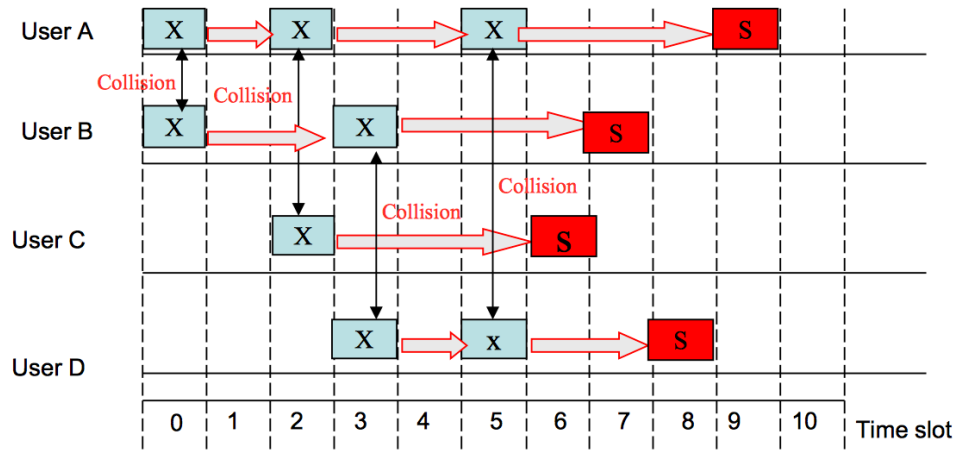 User A X X X S
Collision Collision
User B X X S
Collision
Collision
User C X S
X x S
User D
0 1 2 3 4 5 6 7 8 9 10 Time slot